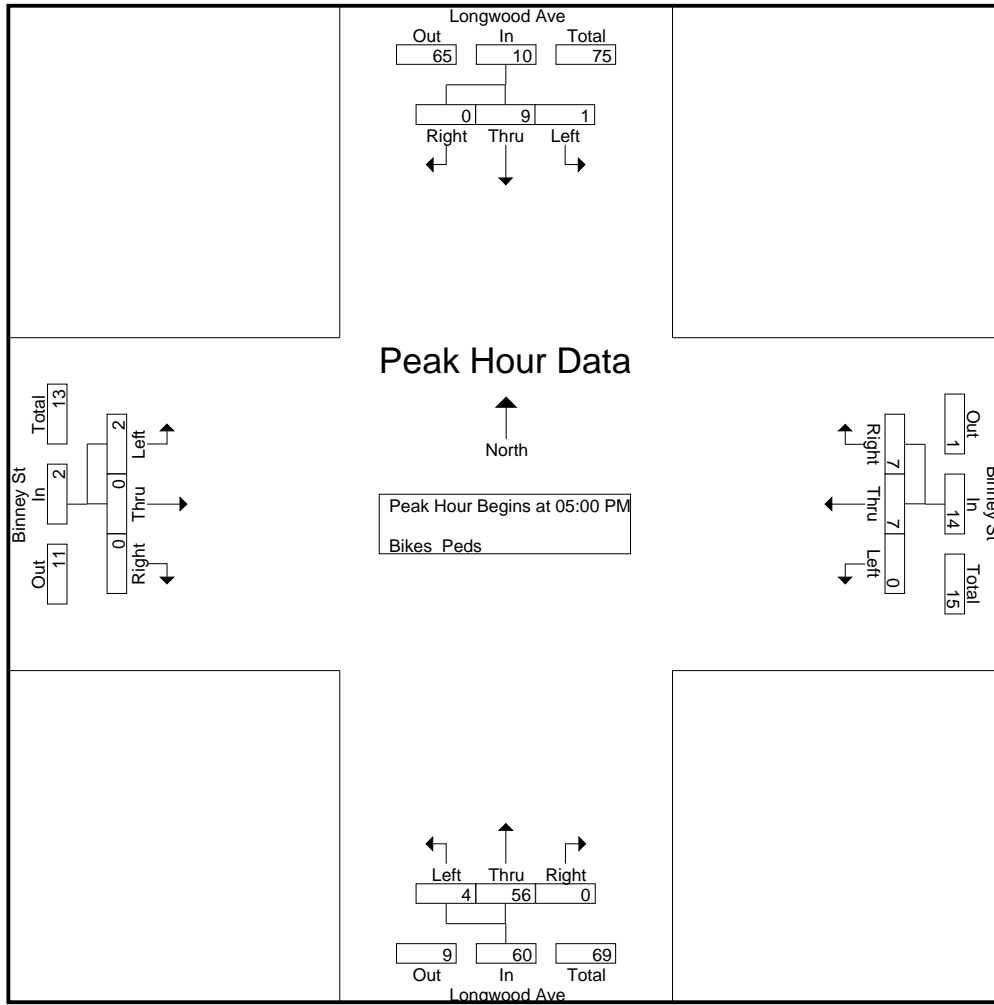 Longwood Ave
Out In Total
65 10 75
0 9 1
Right Thru Left
Peak Hour Data
North
Peak Hour Begins at 05:00 PM
Bikes Peds
Binney St
Total In Out
13 2 11
2 0 0
Left Thru Right
Binney St
Out In Total
1 14 15
7 7 0
Right Thru Left
Left Thru Right
4 56 0
9 60 69
Out In Total
Longwood Ave